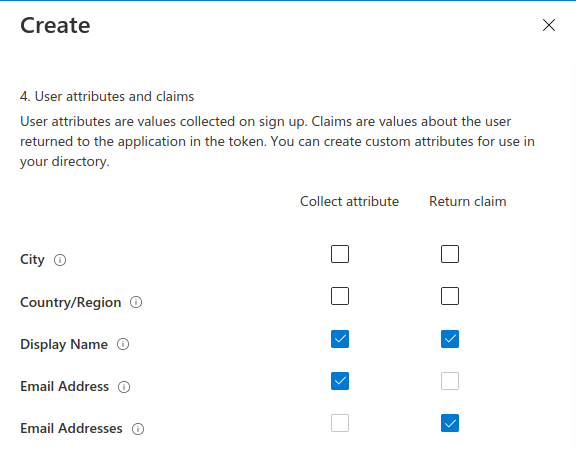 Create
4. User attributes and claims
User attributes are values collected on sign up. Claims are values about the user
returned to the application in the token. You can create custom attributes for use in
your directory.
Collect attribute Return claim
City
Country/Region
Display Name
Email Address
Email Addresses